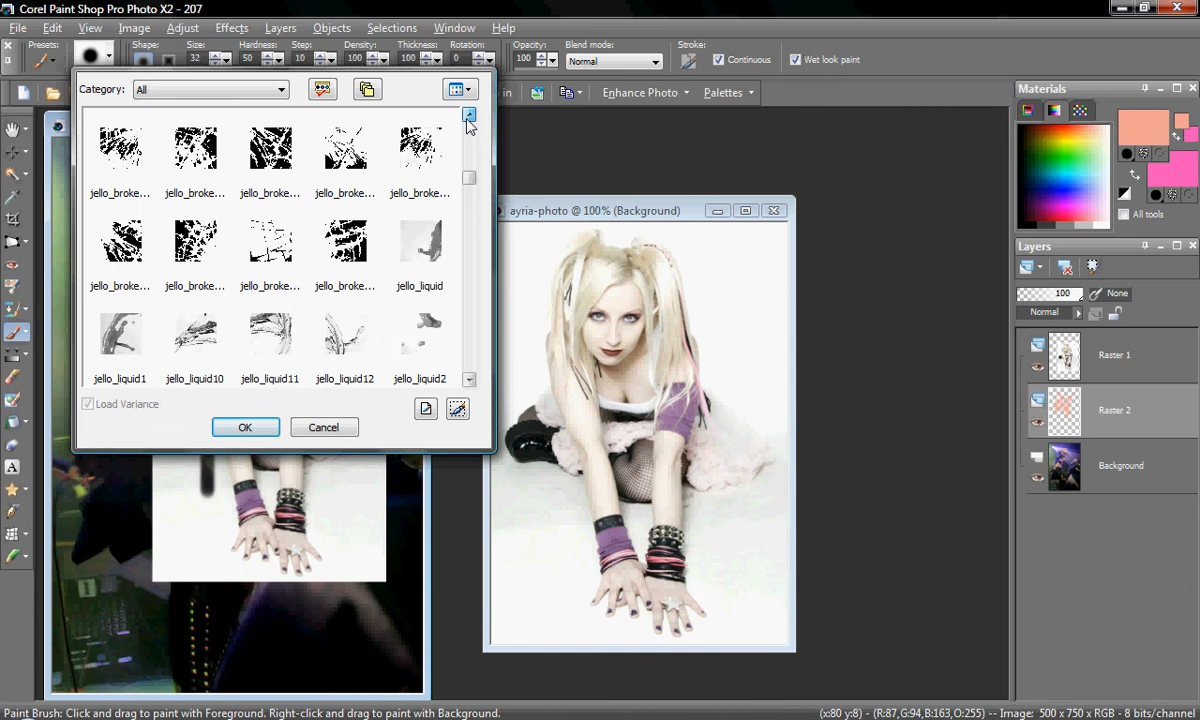 Corel Paint Shop Pro Photo X2 - 207
File Edit View Image Adjust Effects Layers Objects Selections Window Help
Presets: Shape: Size: Hardness: Step: Density: Thickness: Rotation: Opacity: Blend mode: Stroke:
32 50 10 100 100 0 100 Normal Continuous Wet look paint
in Enhance Photo Palettes
Category: All
jello_broke... jello_broke... jello_broke... jello_broke... jello_broke...
jello_broke... jello_broke... jello_broke... jello_broke... jello_liquid
jello_liquid1 jello_liquid10 jello_liquid11 jello_liquid12 jello_liquid2
Load Variance
OK Cancel
ayria-photo @ 100% (Background)
Materials
All tools
Layers
100 None
Normal
Raster 1
Raster 2
Background
A
Paint Brush: Click and drag to paint with Foreground. Right-click and drag to paint with Background.
(x:80 y:8) - (R:87,G:94,B:163,O:255) -- Image: 500 x 750 x RGB - 8 bits/channel